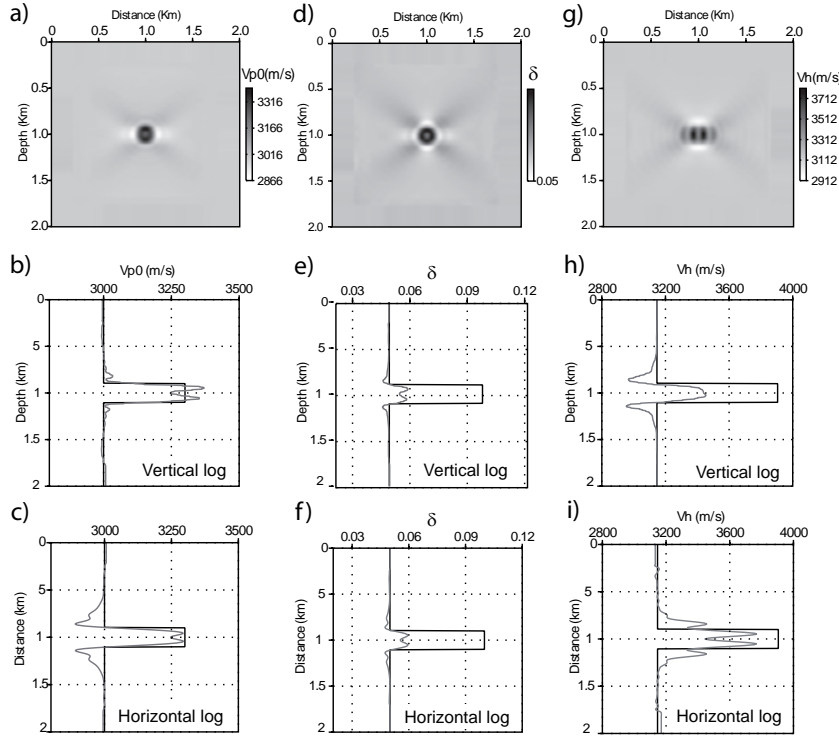 a)
Distance (Km)
0 0.5 1.0 1.5 2.0
Depth (Km)
0
0.5
1.0
1.5
2.0
Vp0(m/s)
3316
3166
3016
2866
d)
Distance (Km)
0 0.5 1.0 1.5 2.0
Depth (Km)
0
0.5
1.0
1.5
2.0
δ
0.05
g)
Distance (Km)
0 0.5 1.0 1.5 2.0
Depth (Km)
0
0.5
1.0
1.5
2.0
Vh(m/s)
3712
3512
3312
3112
2912
b)
Vp0 (m/s)
3000 3250 3500
Depth (km)
0
5
1
1.5
2
Vertical log
e)
δ
0.03 0.06 0.09 0.12
Depth (km)
0
5
1
1.5
2
Vertical log
h)
Vh (m/s)
2800 3200 3600 4000
Depth (km)
0
5
1
1.5
2
Vertical log
c)
3000 3250 3500
Distance (km)
0
5
1
1.5
2
Horizontal log
f)
δ
0.03 0.06 0.09 0.12
Distance (km)
0
5
1
1.5
2
Horizontal log
i)
Vh (m/s)
2800 3200 3600 4000
Distance (km)
0
5
1
1.5
2
Horizontal log